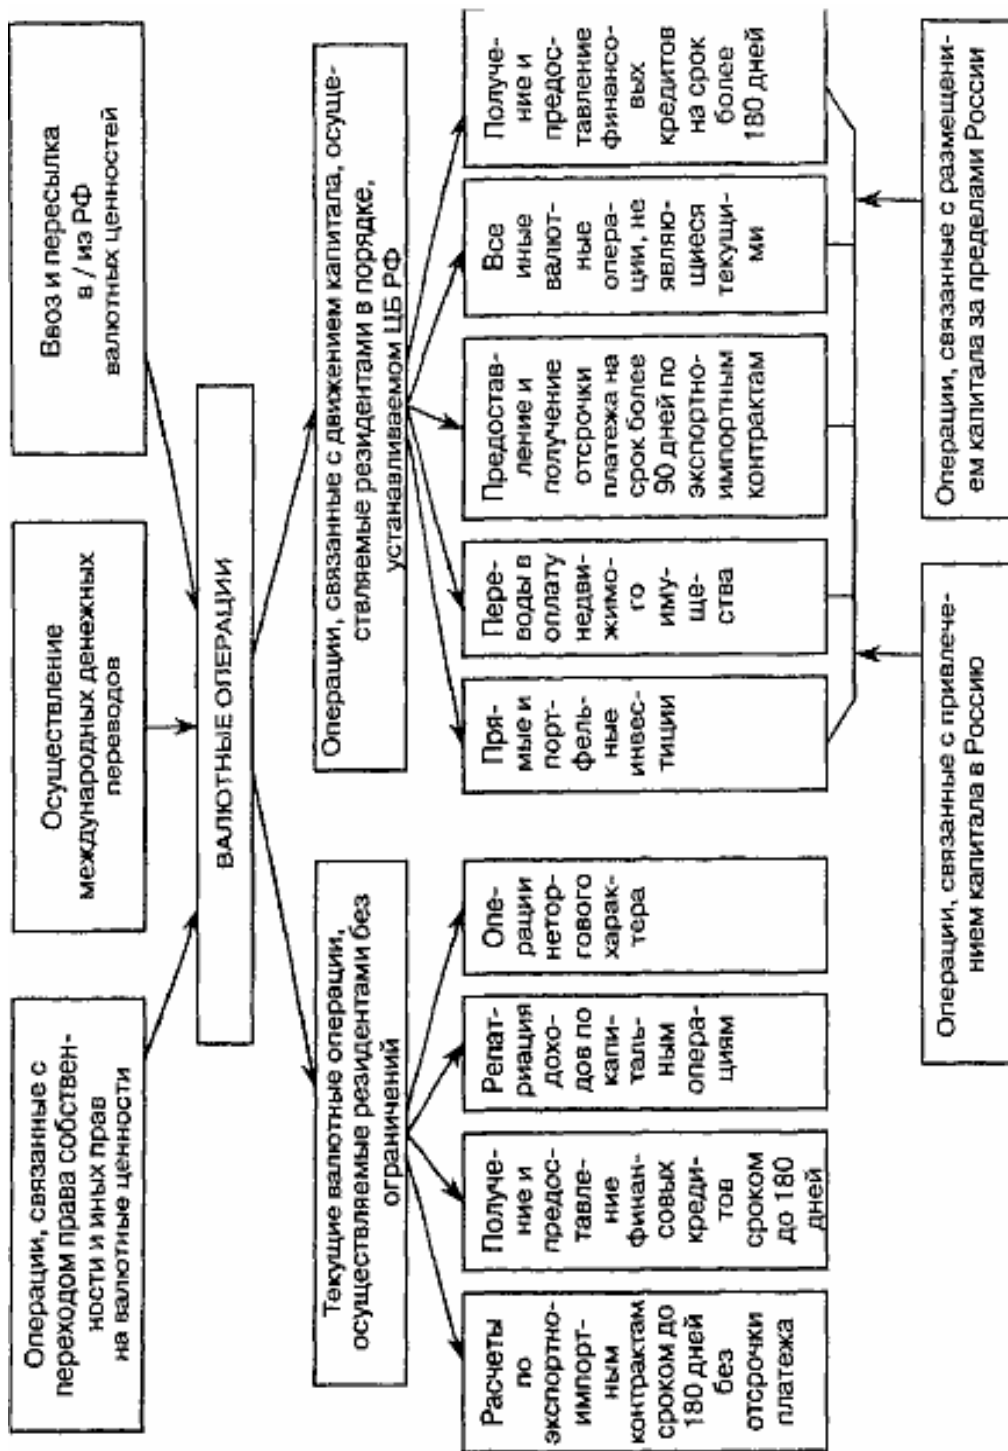 Операции, связанные с
переходом права собствен-
ности и иных прав
на валютные ценности
Осуществление
международных денежных
переводов
Ввоз и пересылка
в / из РФ
валютных ценностей
ВАЛЮТНЫЕ ОПЕРАЦИИ
Текущие валютные операции,
осуществляемые резидентами без
ограничений
Операции, связанные с движением капитала, осуще-
ствляемые резидентами в порядке,
устанавливаемом ЦБ РФ
Расчеты
по
экспортно-
импорт-
ным
контрактам
сроком до
180 дней
без
отсрочки
платежа
Получе-
ние и
предос-
тавле-
ние
финан-
совых
креди-
тов
сроком
до 180
дней
Репат-
риация
дохо-
дов по
капи-
таль-
ным
опера-
циям
Опе-
рации
неторг-
ового
харак-
тера
Пря-
мые и
порт-
фель-
ные
инвес-
тиции
Пере-
воды в
оплату
недви-
жимо-
го
иму-
ще-
ства
Предостав-
ление и
получение
отсрочки
платежа на
срок более
90 дней по
экспортно-
импортным
контрактам
Все
иные
валют-
ные
опера-
ции, не
являю-
щиеся
текущи-
ми
Получе-
ние и
предос-
тавление
финансо-
вых
кредитов
на срок
более
180 дней
Операции, связанные с привлече-
нием капитала в Россию
Операции, связанные с размещени-
ем капитала за пределами России